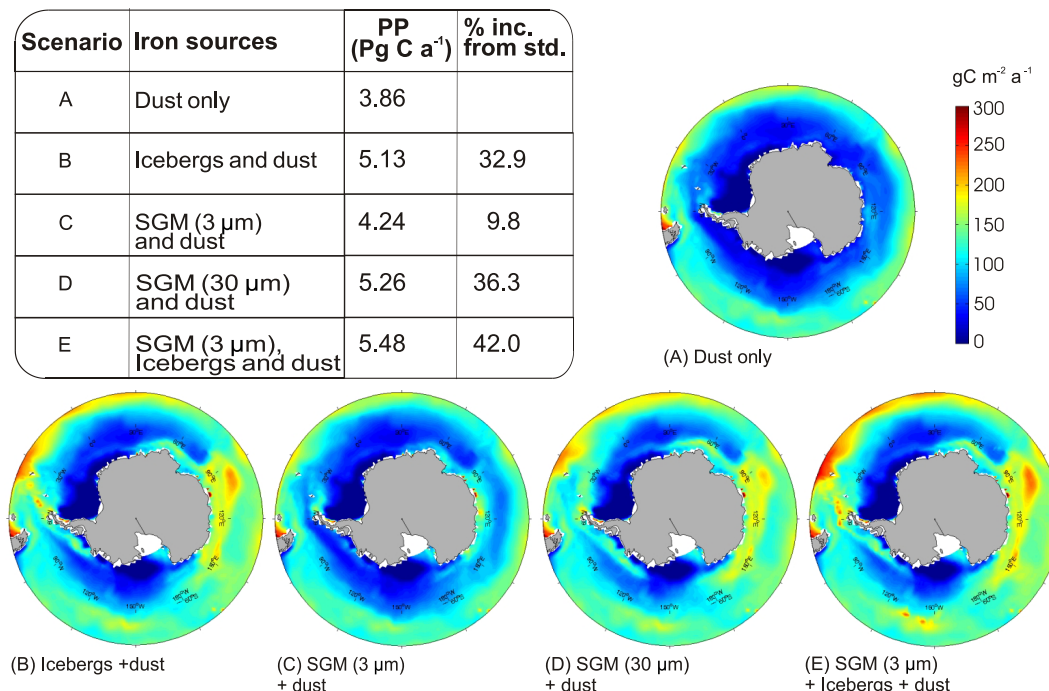 Scenario Iron sources PP (Pg C a⁻¹) % inc. from std.
A Dust only 3.86
B Icebergs and dust 5.13 32.9
C SGM (3 µm) and dust 4.24 9.8
D SGM (30 µm) and dust 5.26 36.3
E SGM (3 µm), Icebergs and dust 5.48 42.0
gC m⁻² a⁻¹
300
250
200
150
100
50
0
(A) Dust only
(B) Icebergs +dust
(C) SGM (3 µm)
+ dust
(D) SGM (30 µm)
+ dust
(E) SGM (3 µm)
+ Icebergs + dust